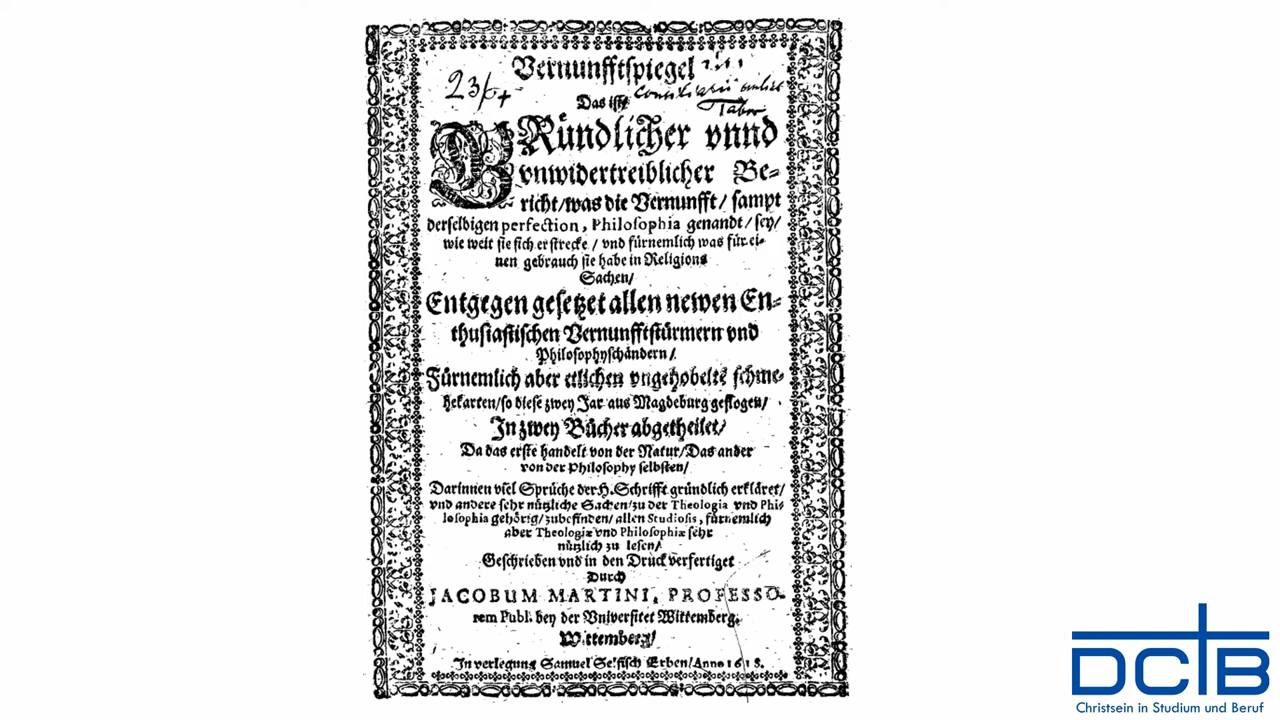 Vernunfftspiegel
23/6+
Das ist
GRündlicher vnnd
vnwidertreiblicher Be-
richt/was die Vernunfft/ sampt
derselbigen perfection, Philosophia genandt/ sey/
wie weit sie sich erstrecke/ vnd fürnemlich was für ei-
nen gebrauch sie habe in Religions
Sachen/
Entgegen gesetzet allen newen En-
thusiastischen Vernunfftstürmern vnd
Philosophyschändern/
Fürnemlich aber etlichen vngehobelte schme-
hekarten/so diese zwey Jar aus Magdeburg geflogen/
In zwey Bücher abgetheilet/
Da das erste handelt von der Natur/Das ander
von der Philosophy selbsten/
Darinnen viel Sprüche der H. Schrifft gründlich erkläret/
vnd andere sehr nützliche Sachen/zu der Theologia vnd Phi-
losophia gehörig/zubefinden/ allen Studiosis, fürnemlich
aber Theologiæ vnd Philosophiæ sehr
nützlich zu lesen/
Geschrieben vnd in den Druck verfertiget
Durch
JACOBUM MARTINI, PROFESSO-
rem Publ. bey der Vniversitet Wittemberg.
Wittemberg/
In verlegung Samuel Selfisch Erben/Anno 1618.
DCTB
Christsein in Studium und Beruf